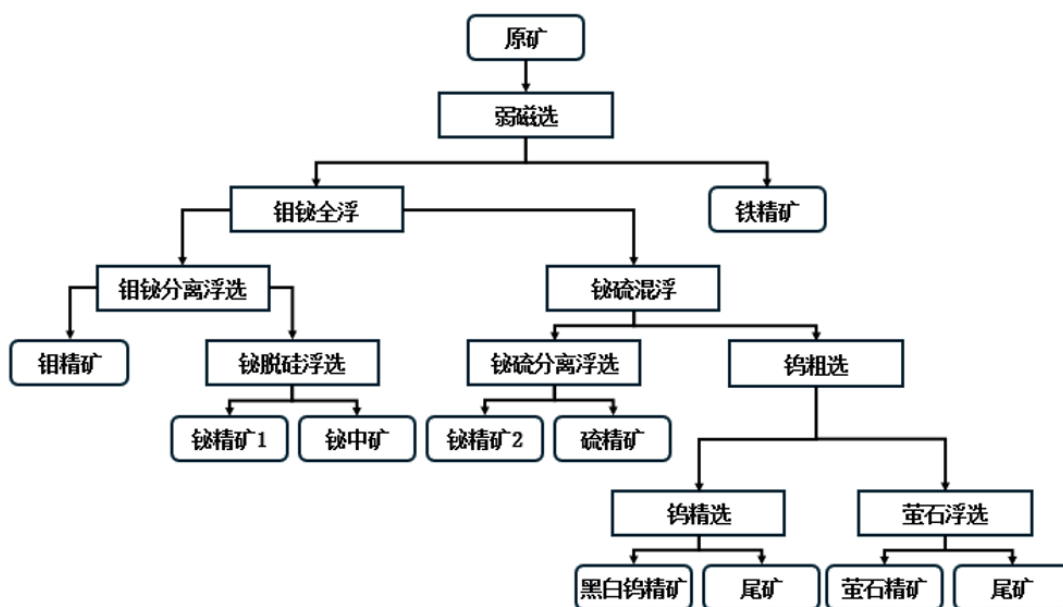 原矿
弱磁选
钼铋全浮
铁精矿
钼铋分离浮选
铋硫混浮
钼精矿
铋脱硅浮选
铋硫分离浮选
钨粗选
铋精矿1
铋中矿
铋精矿2
硫精矿
钨精选
萤石浮选
黑白钨精矿
尾矿
萤石精矿
尾矿